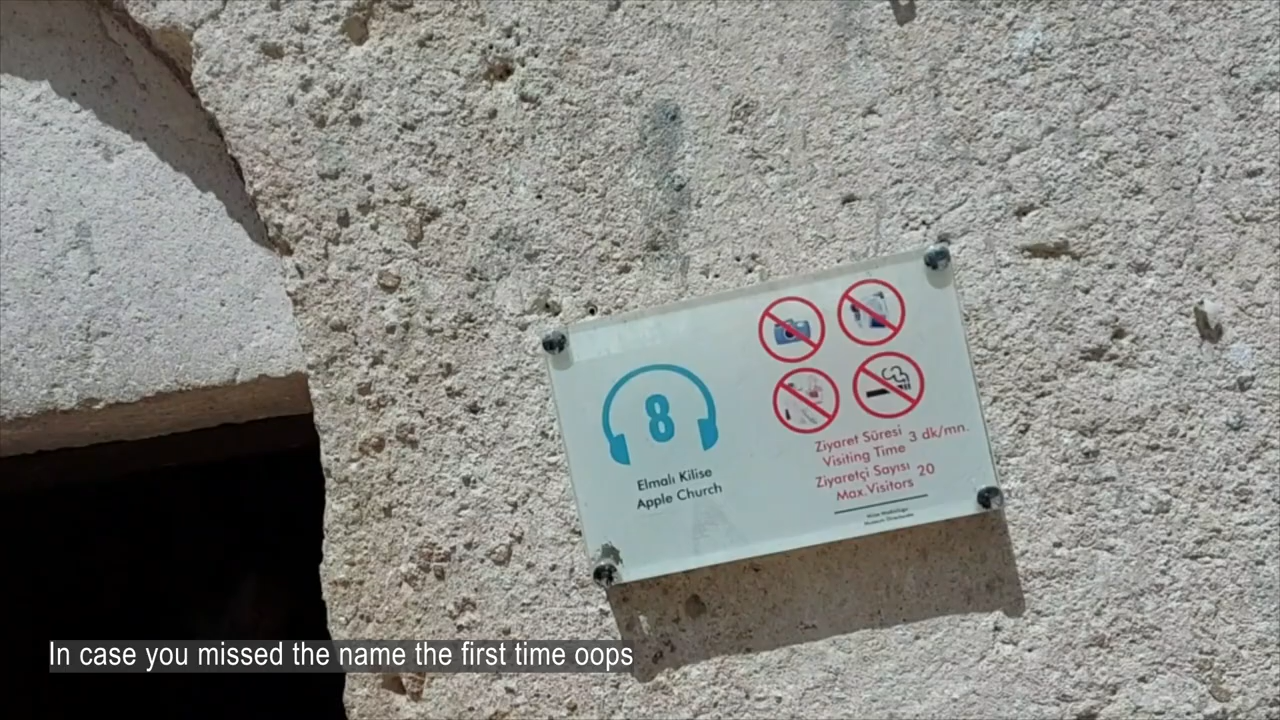 8
Elmalı Kilise
Apple Church
Ziyaret Süresi 3 dk/mn.
Visiting Time
Ziyaretçi Sayısı 20
Max.Visitors
In case you missed the name the first time oops